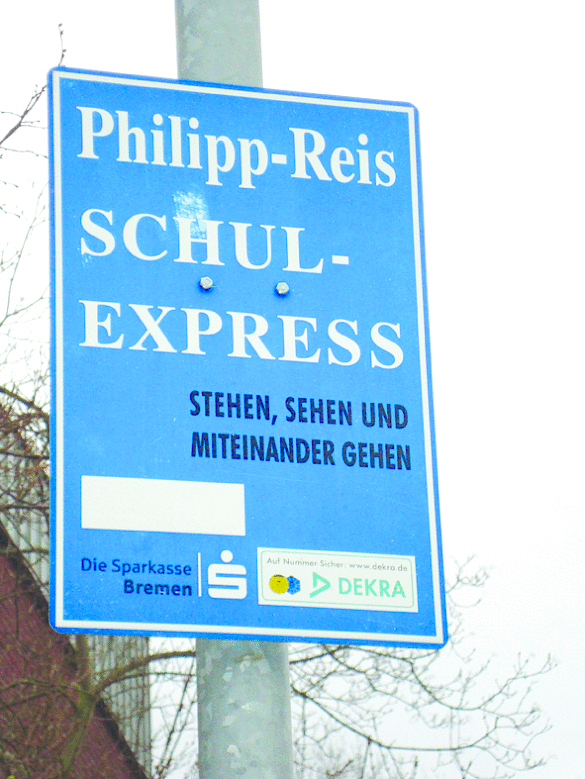 Philipp-Reis
SCHUL-
EXPRESS
STEHEN, SEHEN UND
MITEINANDER GEHEN
Die Sparkasse
Bremen
Auf Nummer Sicher: www.dekra.de
DEKRA